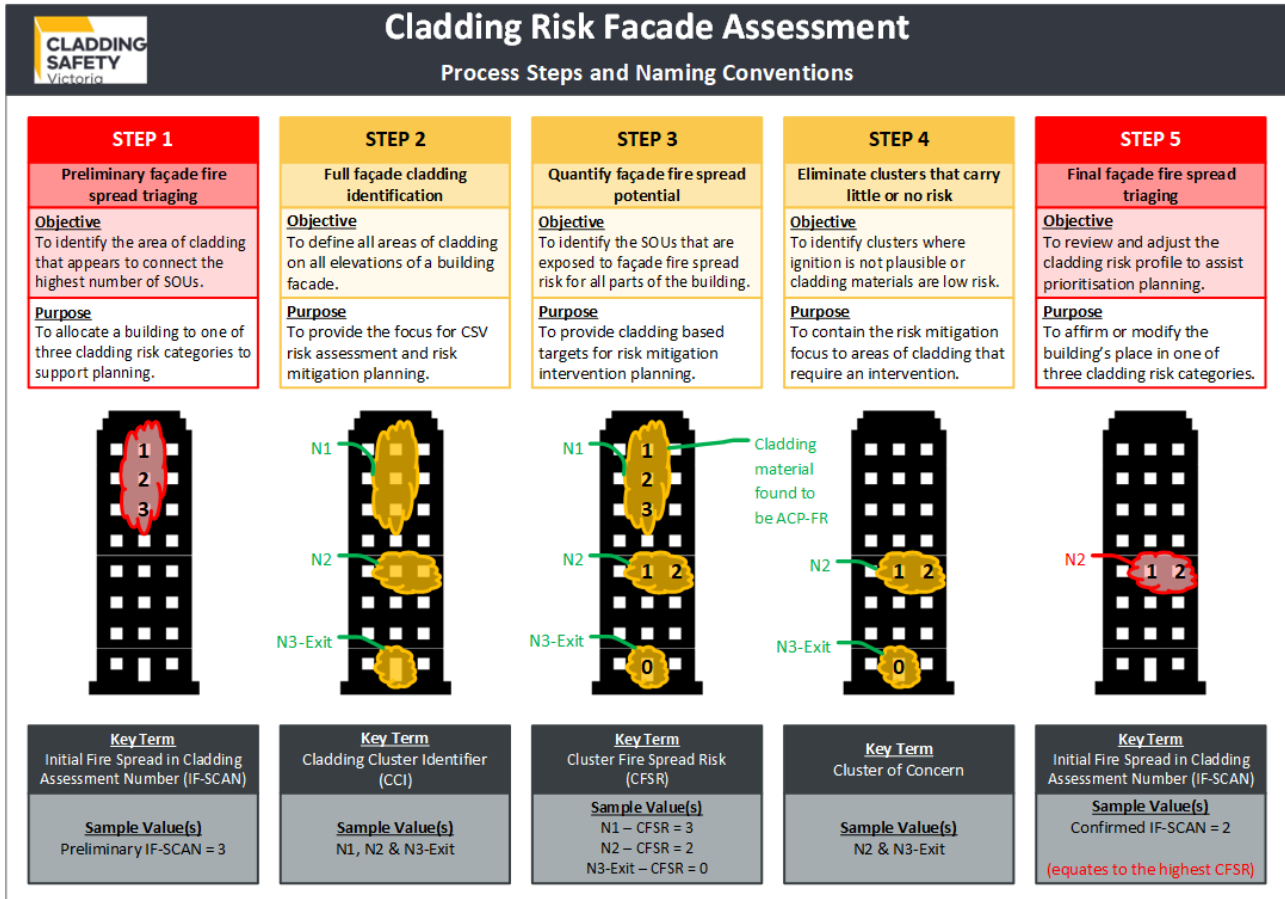 CLADDING
SAFETY
Victoria
Cladding Risk Facade Assessment
Process Steps and Naming Conventions
STEP 1
Preliminary façade fire
spread triaging
Objective
To identify the area of cladding
that appears to connect the
highest number of SOUs.
Purpose
To allocate a building to one of
three cladding risk categories to
support planning.
1
2
3
Key Term
Initial Fire Spread in Cladding
Assessment Number (IF-SCAN)
Sample Value(s)
Preliminary IF-SCAN = 3
STEP 2
Full façade cladding
identification
Objective
To define all areas of cladding
on all elevations of a building
facade.
Purpose
To provide the focus for CSV
risk assessment and risk
mitigation planning.
N1
N2
N3-Exit
Key Term
Cladding Cluster Identifier
(CCI)
Sample Value(s)
N1, N2 & N3-Exit
STEP 3
Quantify façade fire spread
potential
Objective
To identify the SOUs that are
exposed to façade fire spread
risk for all parts of the building.
Purpose
To provide cladding based
targets for risk mitigation
intervention planning.
N1
1
2
3
Cladding
material
found to
be ACP-FR
N2
1 2
N3-Exit
0
Key Term
Cluster Fire Spread Risk
(CFSR)
Sample Value(s)
N1 – CFSR = 3
N2 – CFSR = 2
N3-Exit – CFSR = 0
STEP 4
Eliminate clusters that carry
little or no risk
Objective
To identify clusters where
ignition is not plausible or
cladding materials are low risk.
Purpose
To contain the risk mitigation
focus to areas of cladding that
require an intervention.
N2
1 2
N3-Exit
0
Key Term
Cluster of Concern
Sample Value(s)
N2 & N3-Exit
STEP 5
Final façade fire spread
triaging
Objective
To review and adjust the
cladding risk profile to assist
prioritisation planning.
Purpose
To affirm or modify the
building's place in one of
three cladding risk categories.
N2
1 2
Key Term
Initial Fire Spread in Cladding
Assessment Number (IF-SCAN)
Sample Value(s)
Confirmed IF-SCAN = 2
(equates to the highest CFSR)